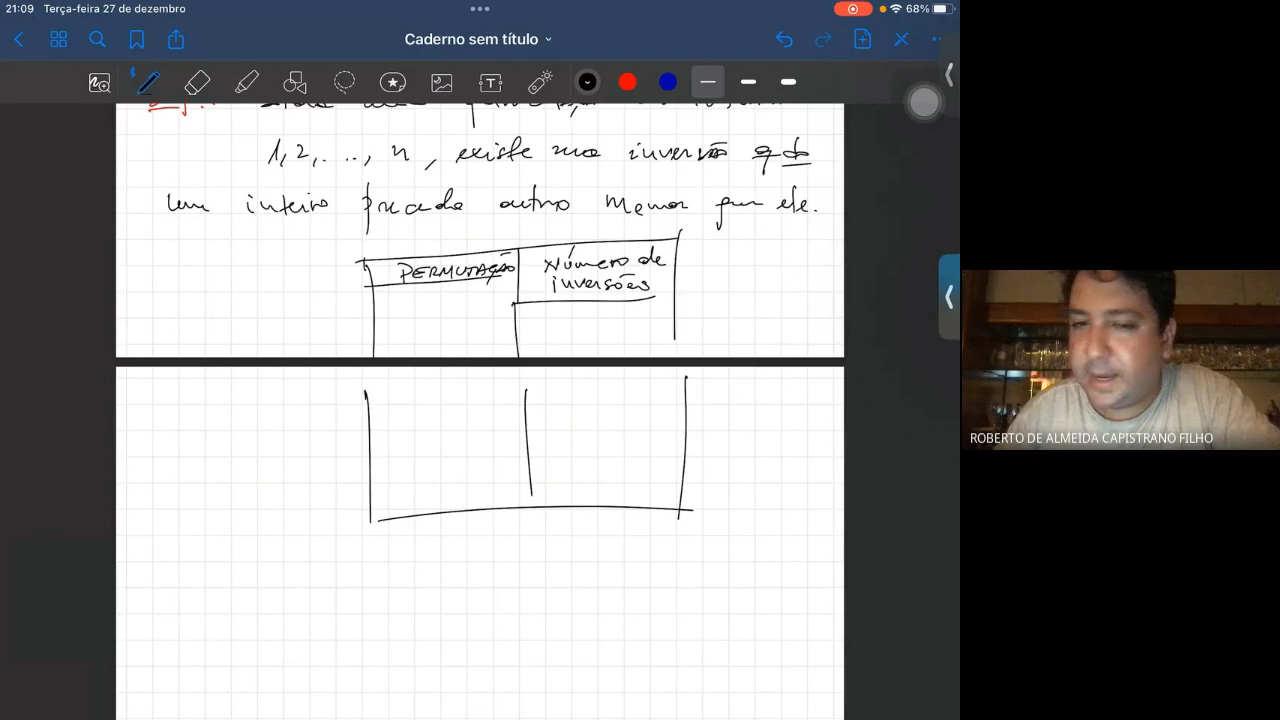 21:09 Terça-feira 27 de dezembro
68%
Caderno sem título
T
1, 2, ..., n, existe uma inversão qdo
um inteiro precede outro menor que ele.
PERMUTAÇÃO
Número de
inversões
ROBERTO DE ALMEIDA CAPISTRANO FILHO